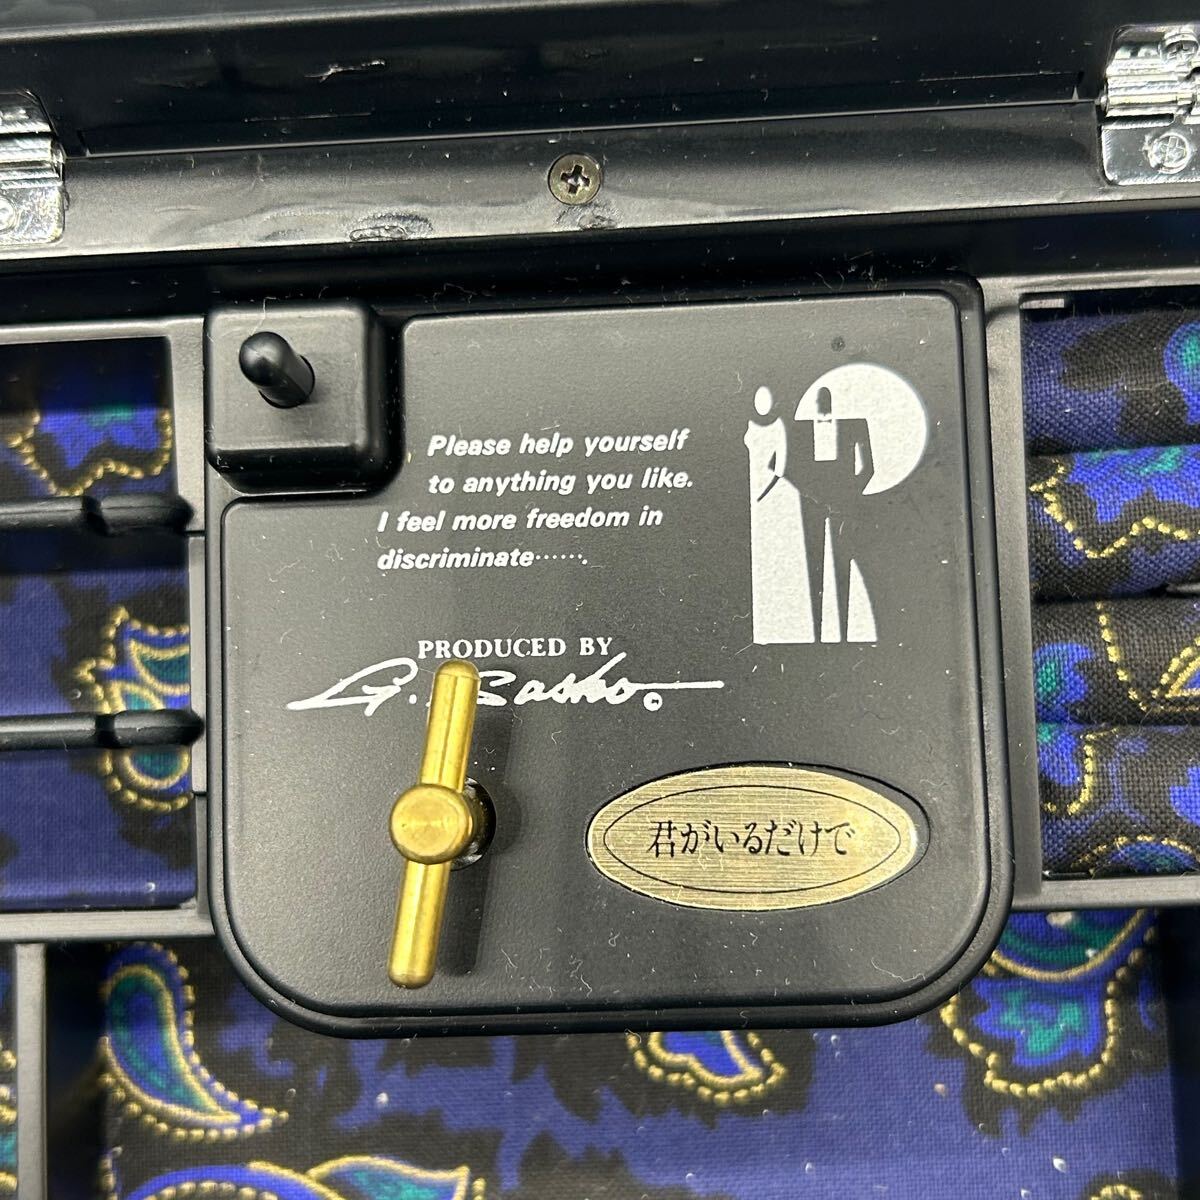 Please help yourself
to anything you like.
I feel more freedom in
discriminate······.
PRODUCED BY
君がいるだけで